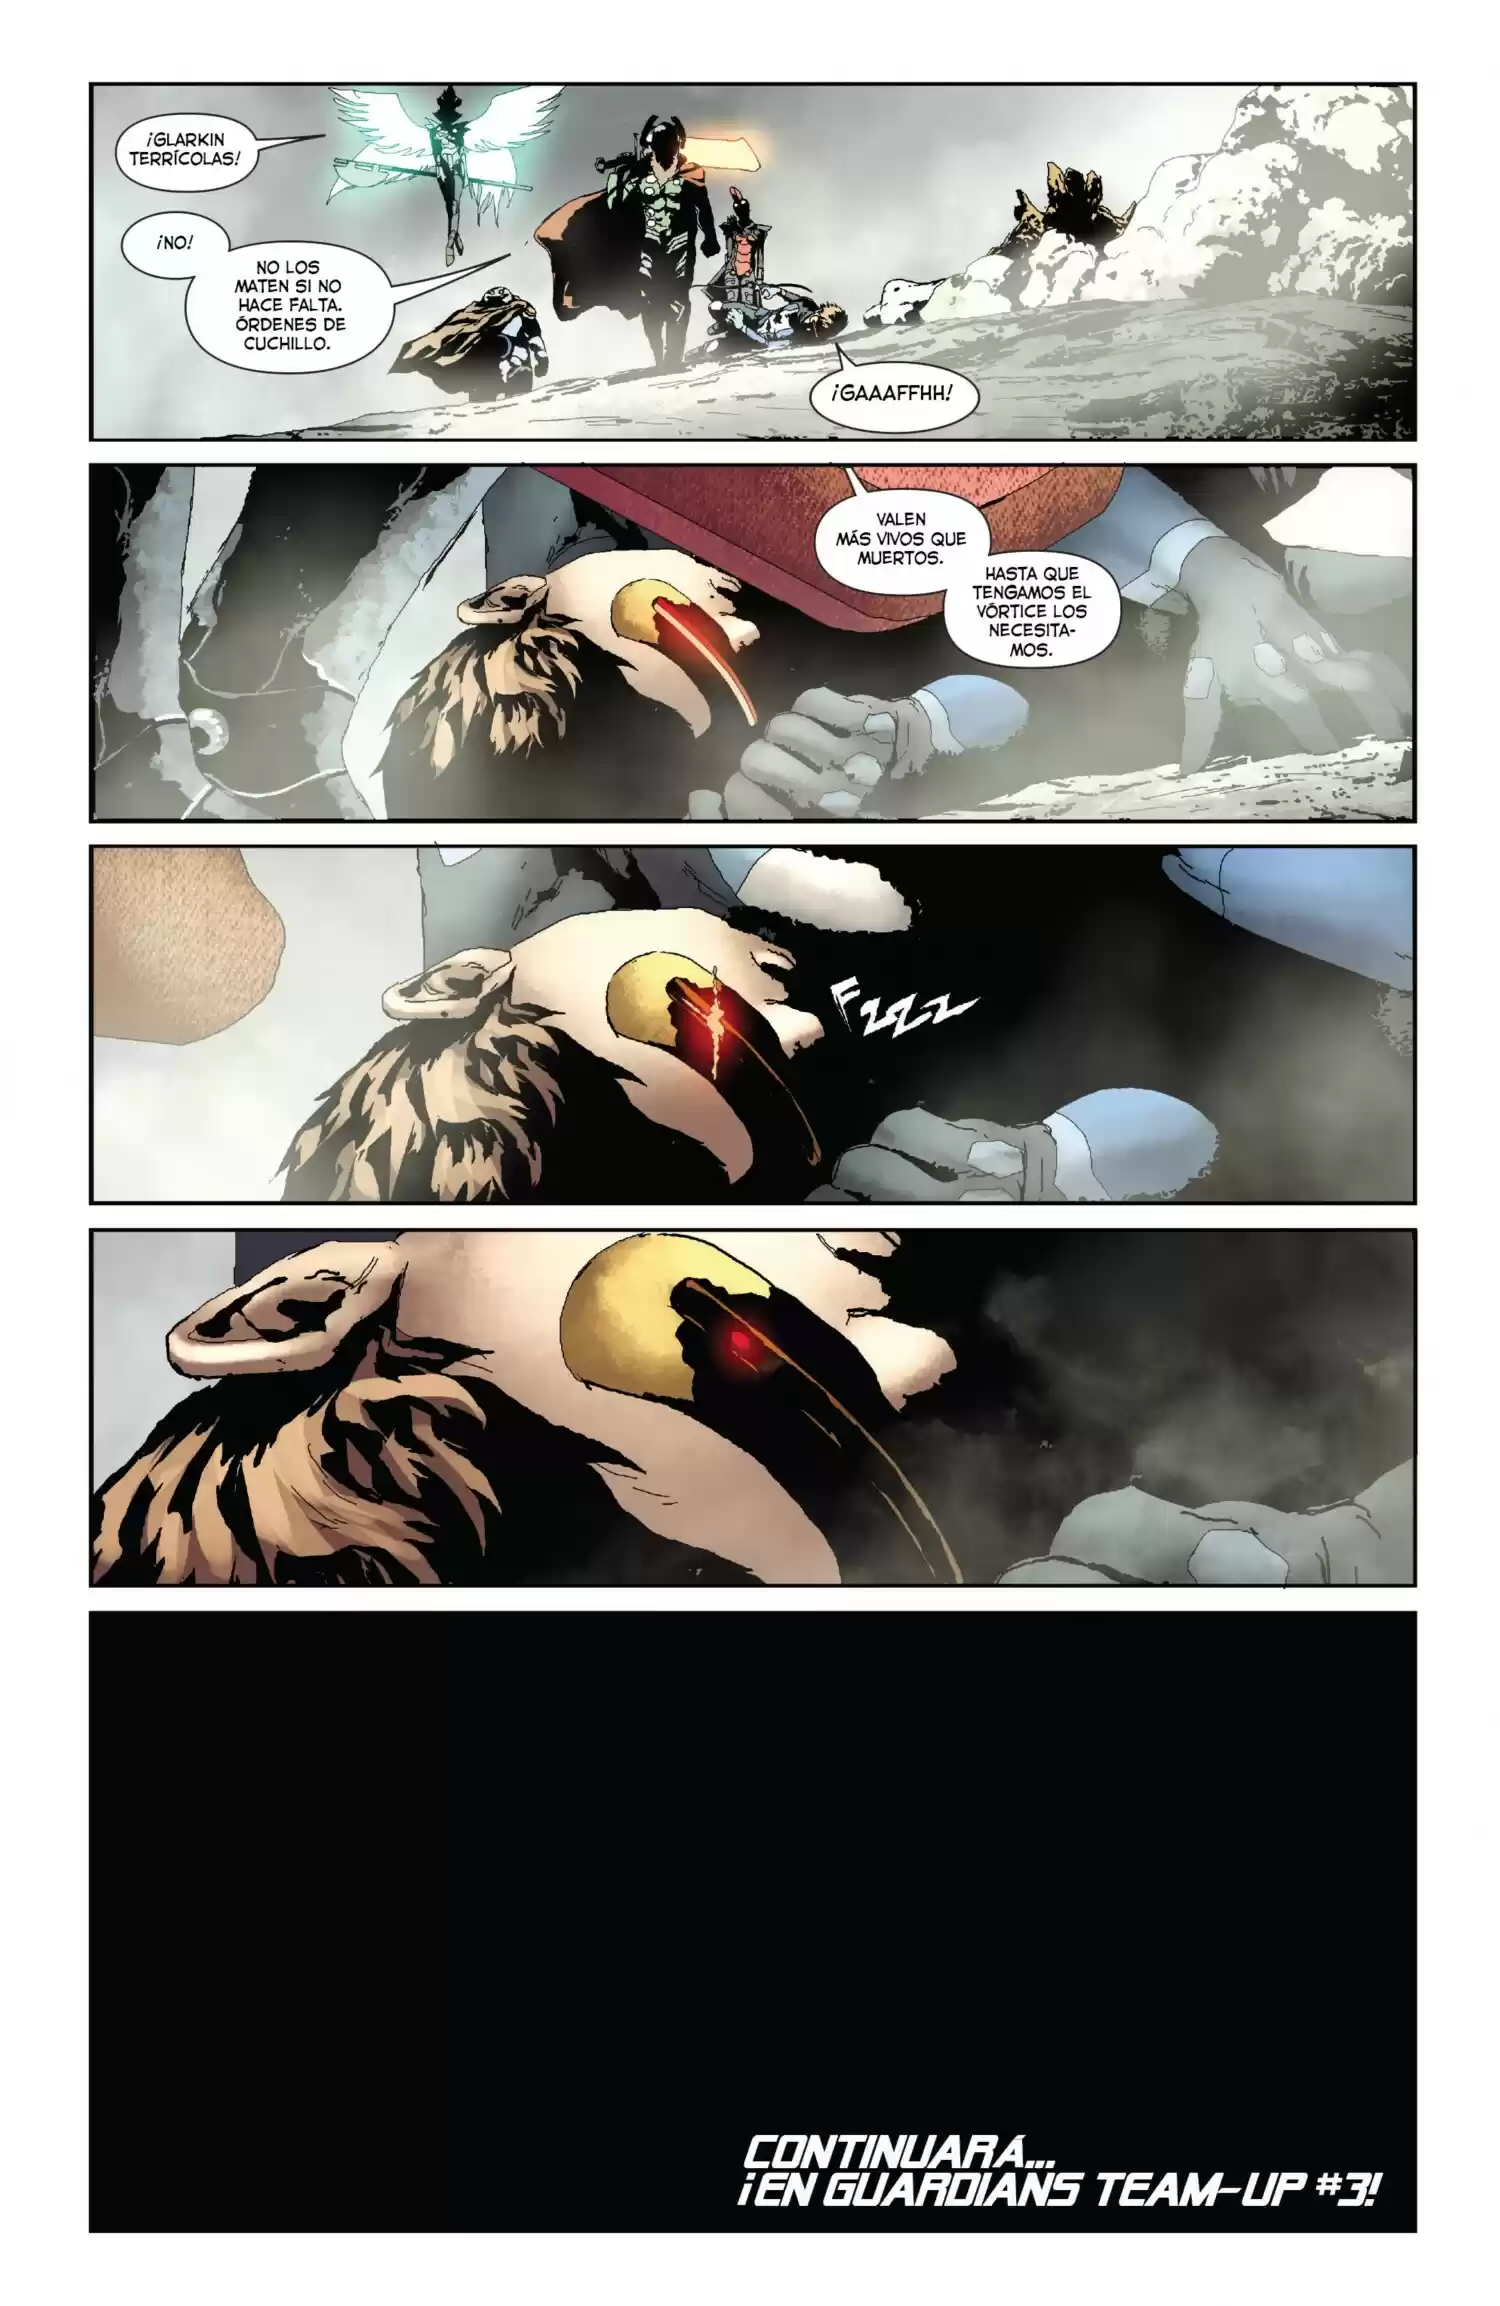 ¡GLARKIN
TERRÍCOLAS!
¡NO!
NO LOS
MATEN SI NO
HACE FALTA.
ÓRDENES DE
CUCHILLO.
¡GAAAFFHH!
VALEN
MÁS VIVOS QUE
MUERTOS.
HASTA QUE
TENGAMOS EL
VÓRTICE LOS
NECESITA-
MOS.
FZZZ
CONTINUARÁ...
¡EN GUARDIANS TEAM-UP #3!